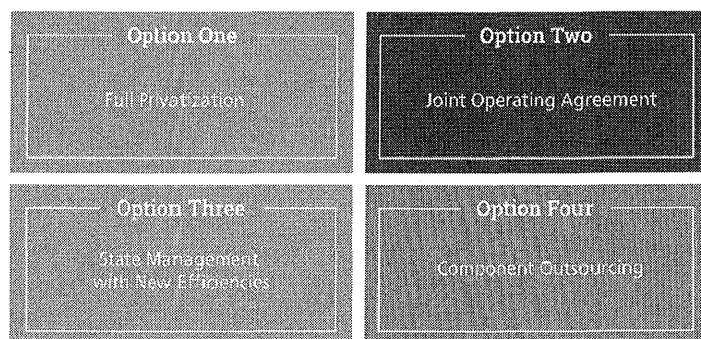 Option One
Full Privatization
Option Two
Joint Operating Agreement
Option Three
State Management
with New Efficiencies
Option Four
Component Outsourcing